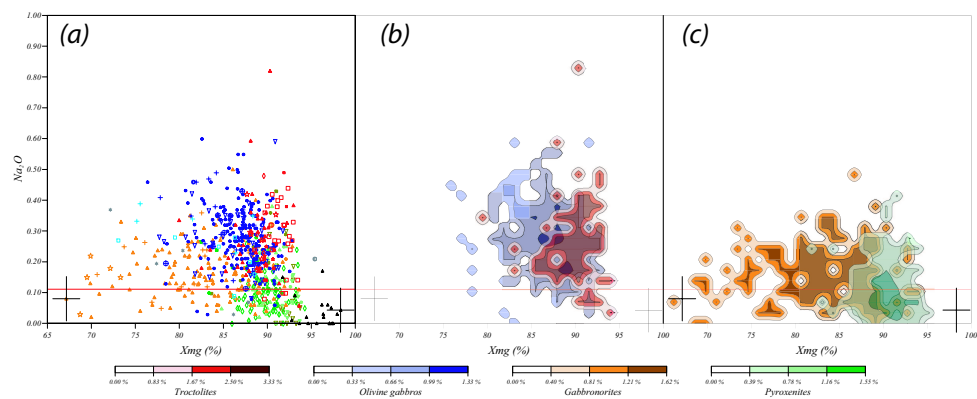 (a) (b) (c)
1.00
0.90
0.80
0.70
0.60
0.50
0.40
0.30
0.20
0.10
0.00
Na₂O
65 70 75 80 85 90 95 100
70 75 80 85 90 95 100
70 75 80 85 90 95 100
Xmg (%) Xmg (%) Xmg (%)
0.00 % 0.83 % 1.67 % 2.50 % 3.33 %
Troctolites
0.00 % 0.33 % 0.66 % 0.99 % 1.33 %
Olivine gabbros
0.00 % 0.40 % 0.81 % 1.21 % 1.62 %
Gabbronorites
0.00 % 0.39 % 0.78 % 1.16 % 1.55 %
Pyroxenites